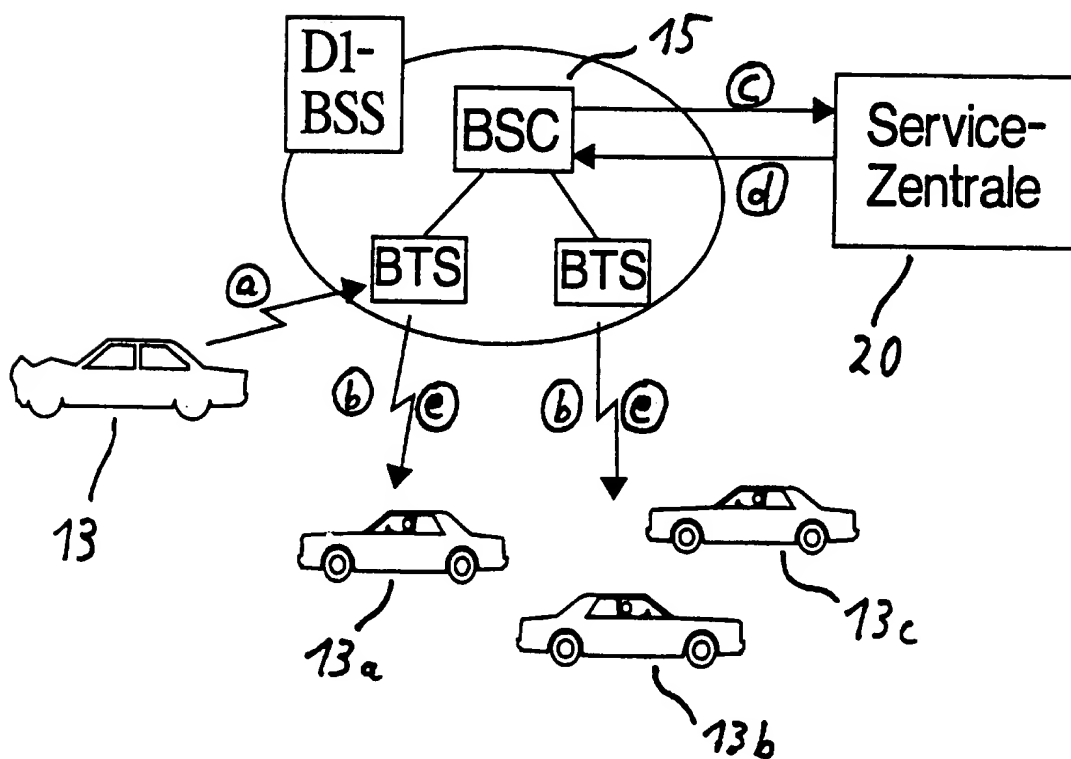 D1-
BSS
15
BSC
c
Service-
Zentrale
d
BTS
BTS
a
20
b
e
b
e
13
13a
13c
13b